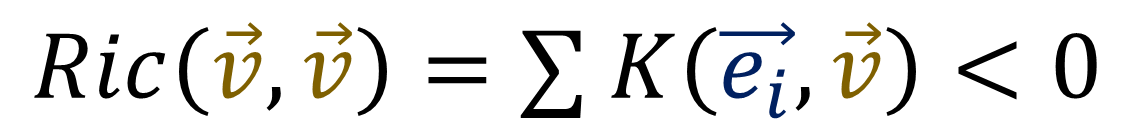 Ric(v⃗, v⃗) = ∑ K(e⃗ᵢ, v⃗) < 0